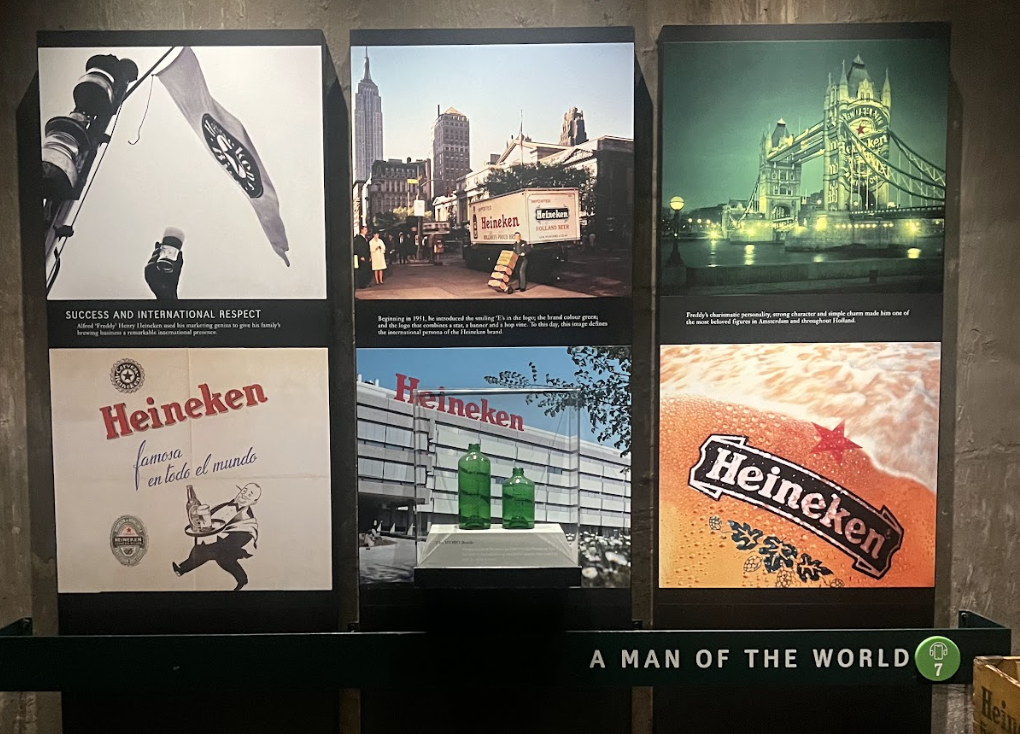 IMPORTED
Heineken
Heineken
HOLLAND BEER
Heineken
SUCCESS AND INTERNATIONAL RESPECT
Alfred 'Freddy' Henry Heineken used his marketing genius to give his family's
brewing business a remarkable international presence.
Beginning in 1951, he introduced the smiling 'E's in the logo; the brand colour green;
and the logo that combines a star, a banner and a hop vine. To this day, this image defines
the international persona of the Heineken brand.
Freddy's charismatic personality, strong character and simple charm made him one of
the most beloved figures in Amsterdam and throughout Holland.
Heineken
famosa
en todo el mundo
HEINEKEN
Heineken
Heineken
A MAN OF THE WORLD
7
Hein